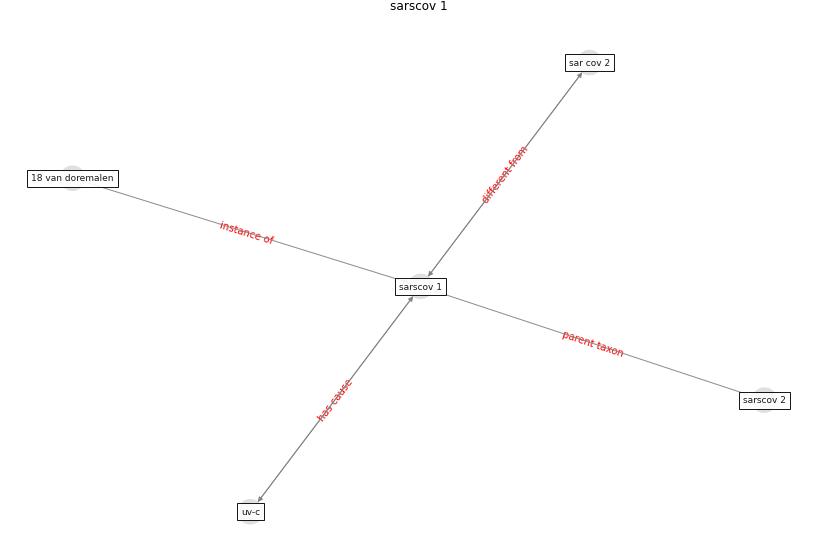 sarscov 1
sar cov 2
different from
18 van doremalen
instance of
sarscov 1
parent taxon
has cause
sarscov 2
uv-c